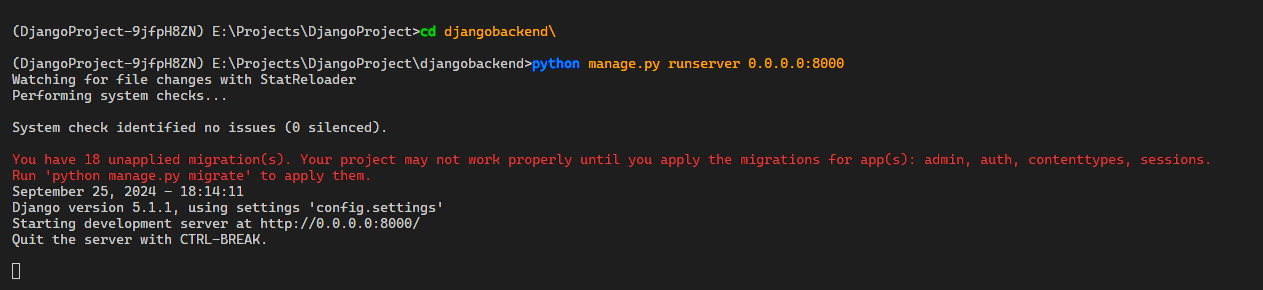 (DjangoProject-9jfpH8ZN) E:\Projects\DjangoProject>cd djangobackend\
(DjangoProject-9jfpH8ZN) E:\Projects\DjangoProject\djangobackend>python manage.py runserver 0.0.0.0:8000
Watching for file changes with StatReloader
Performing system checks...
System check identified no issues (0 silenced).
You have 18 unapplied migration(s). Your project may not work properly until you apply the migrations for app(s): admin, auth, contenttypes, sessions.
Run 'python manage.py migrate' to apply them.
September 25, 2024 - 18:14:11
Django version 5.1.1, using settings 'config.settings'
Starting development server at http://0.0.0.0:8000/
Quit the server with CTRL-BREAK.